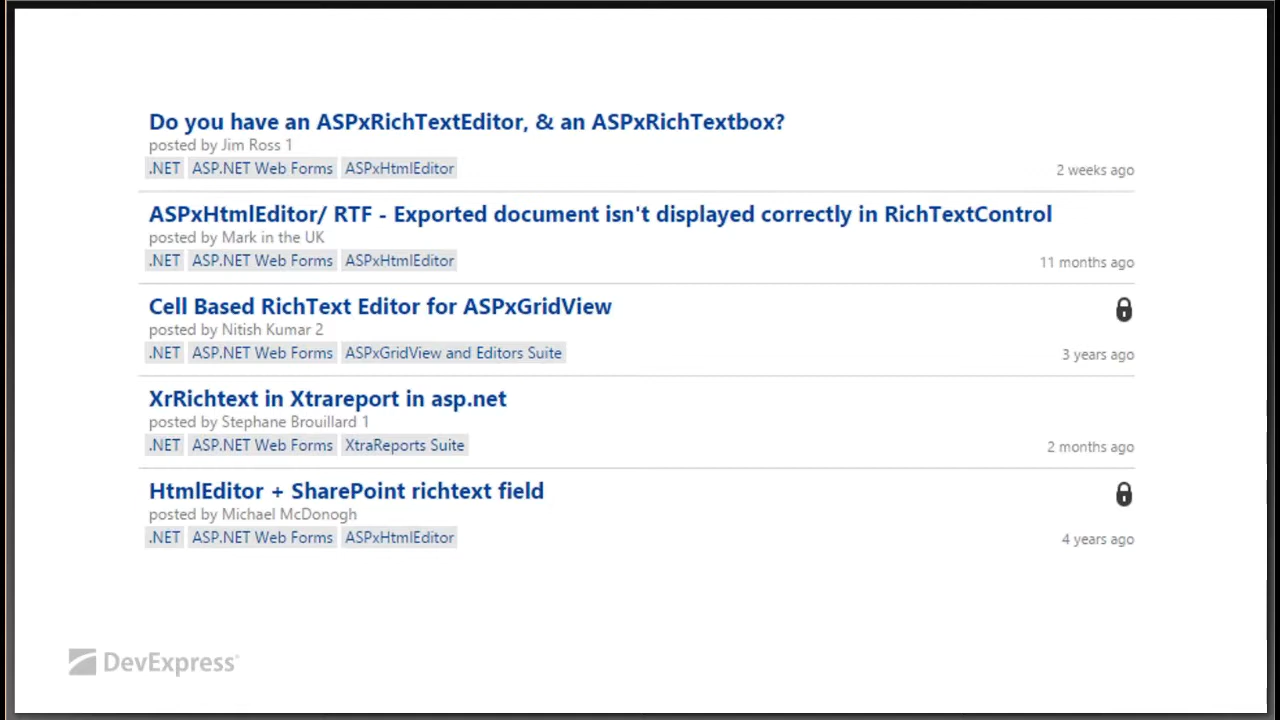 Do you have an ASPxRichTextEditor, & an ASPxRichTextbox?
posted by Jim Ross 1
.NET ASP.NET Web Forms ASPxHtmlEditor
2 weeks ago
ASPxHtmlEditor/ RTF - Exported document isn't displayed correctly in RichTextControl
posted by Mark in the UK
.NET ASP.NET Web Forms ASPxHtmlEditor
11 months ago
Cell Based RichText Editor for ASPxGridView
posted by Nitish Kumar 2
.NET ASP.NET Web Forms ASPxGridView and Editors Suite
3 years ago
XrRichtext in Xtrareport in asp.net
posted by Stephane Brouillard 1
.NET ASP.NET Web Forms XtraReports Suite
2 months ago
HtmlEditor + SharePoint richtext field
posted by Michael McDonogh
.NET ASP.NET Web Forms ASPxHtmlEditor
4 years ago
DevExpress